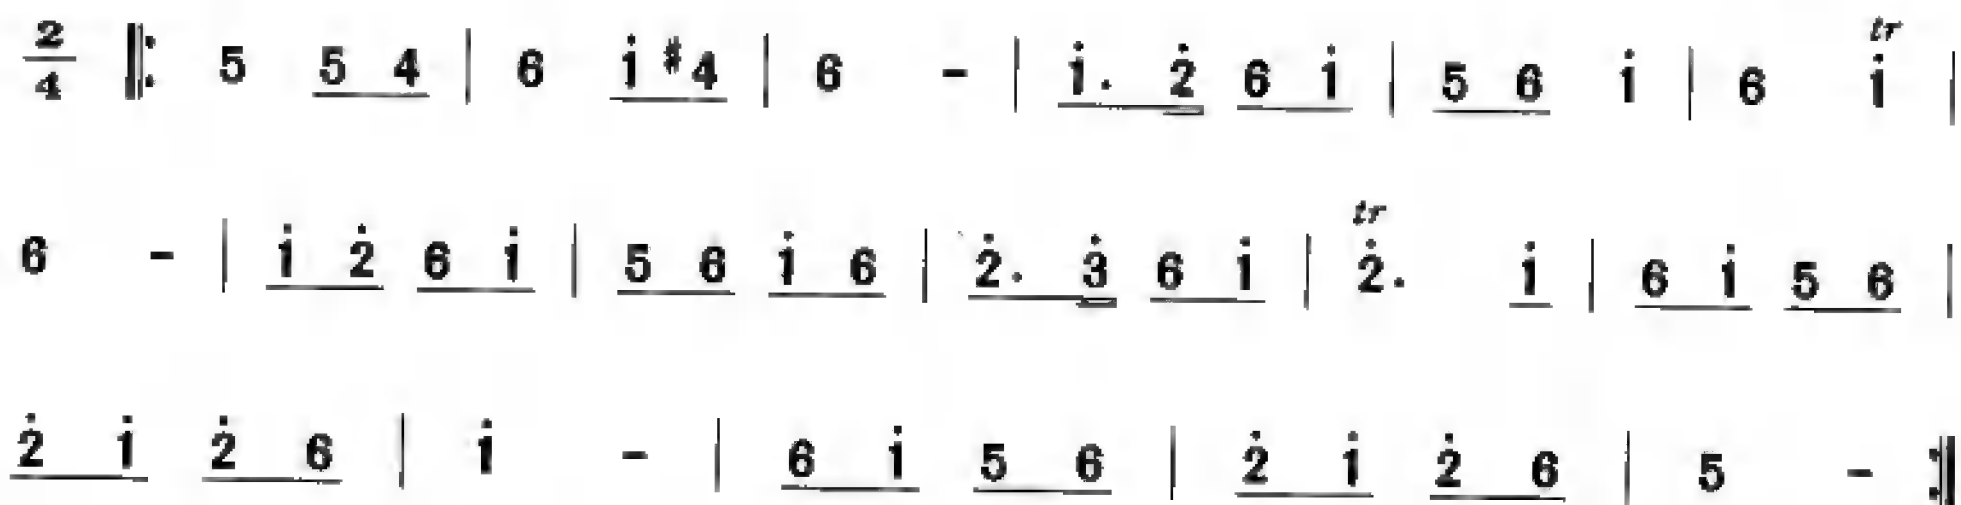 2/4 ‖: 5 5 4 | 6 i̇ #4 | 6 - | i̇. 2̇ 6 i̇ | 5 6 i̇ | 6 tr i̇ |
6 - | i̇ 2̇ 6 i̇ | 5 6 i̇ 6 | 2̇. 3̇ 6 i̇ | tr 2̇. i̇ | 6 i̇ 5 6 |
2̇ i̇ 2̇ 6 | i̇ - | 6 i̇ 5 6 | 2̇ i̇ 2̇ 6 | 5 - :‖